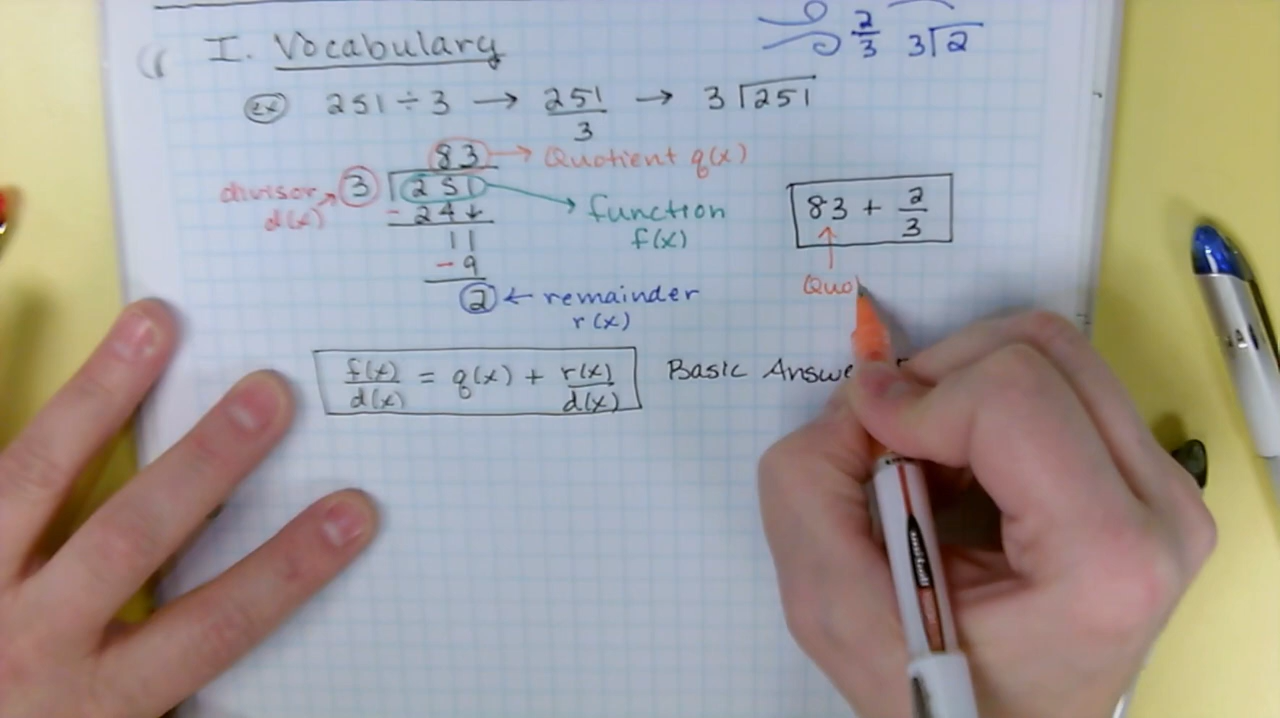 2/3 3⟌2
I. Vocabulary
Ex 251 ÷ 3 → 251/3 → 3⟌251
83 → Quotient q(x)
divisor → 3⟌251 → function
d(x) f(x)
- 24↓
11
- 9
2 ← remainder
r(x)
83 + 2/3
↑
Quo
f(x)/d(x) = q(x) + r(x)/d(x) Basic Answe